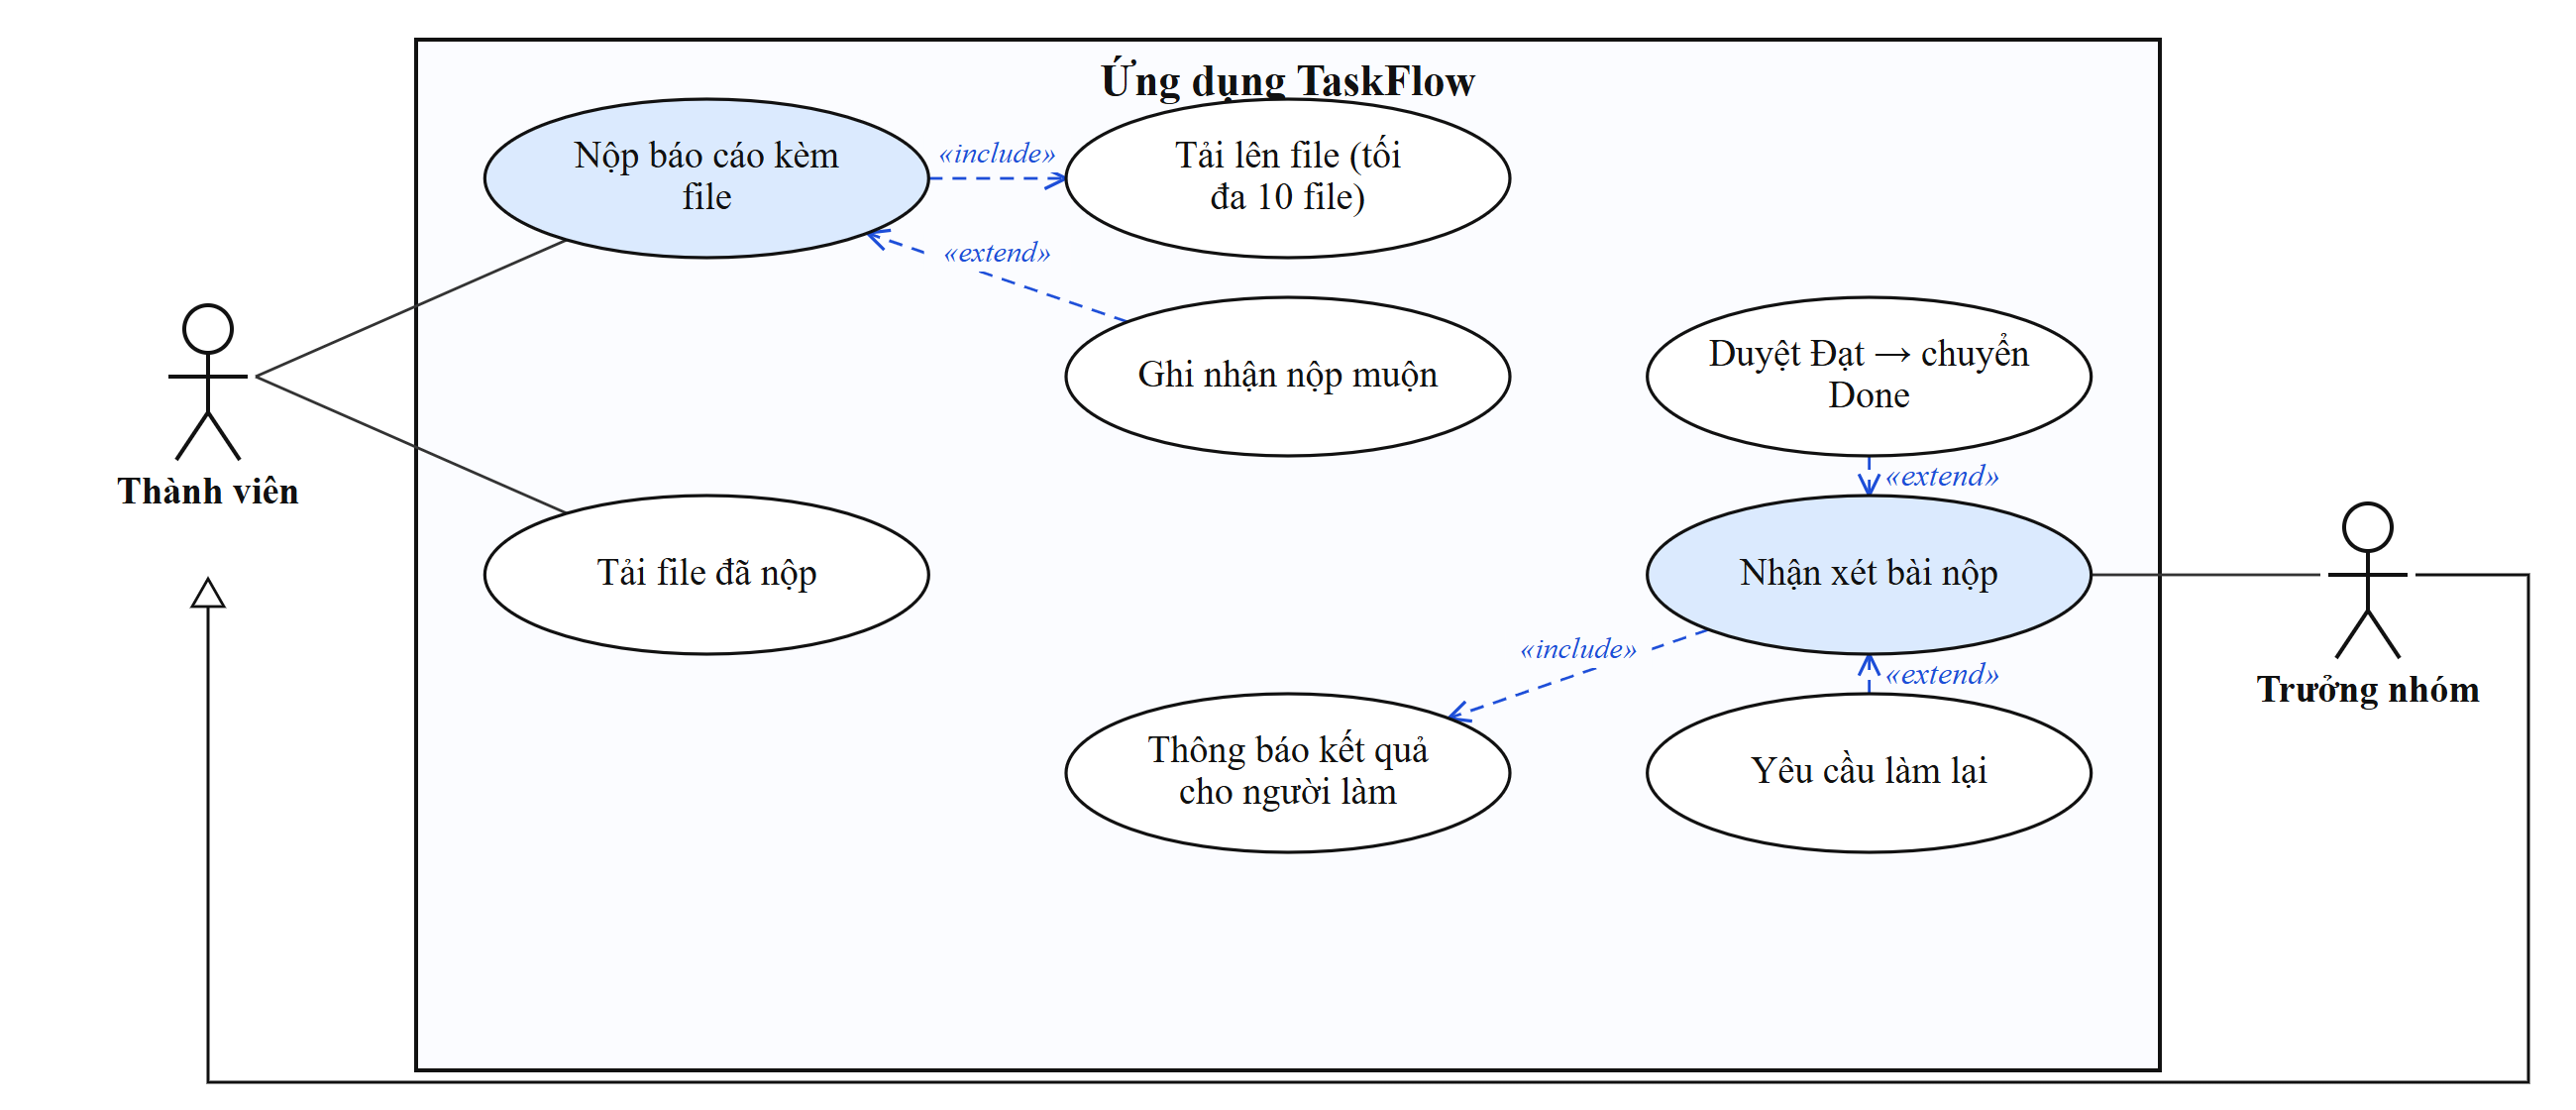 Ứng dụng TaskFlow
Nộp báo cáo kèm
file
«include»
Tải lên file (tối
đa 10 file)
«extend»
Ghi nhận nộp muộn
Duyệt Đạt → chuyển
Done
«extend»
Thành viên
Tải file đã nộp
Nhận xét bài nộp
«include»
«extend»
Trưởng nhóm
Thông báo kết quả
cho người làm
Yêu cầu làm lại